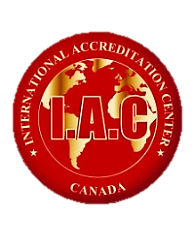 INTERNATIONAL ACCREDITATION CENTER
I.A.C
CANADA